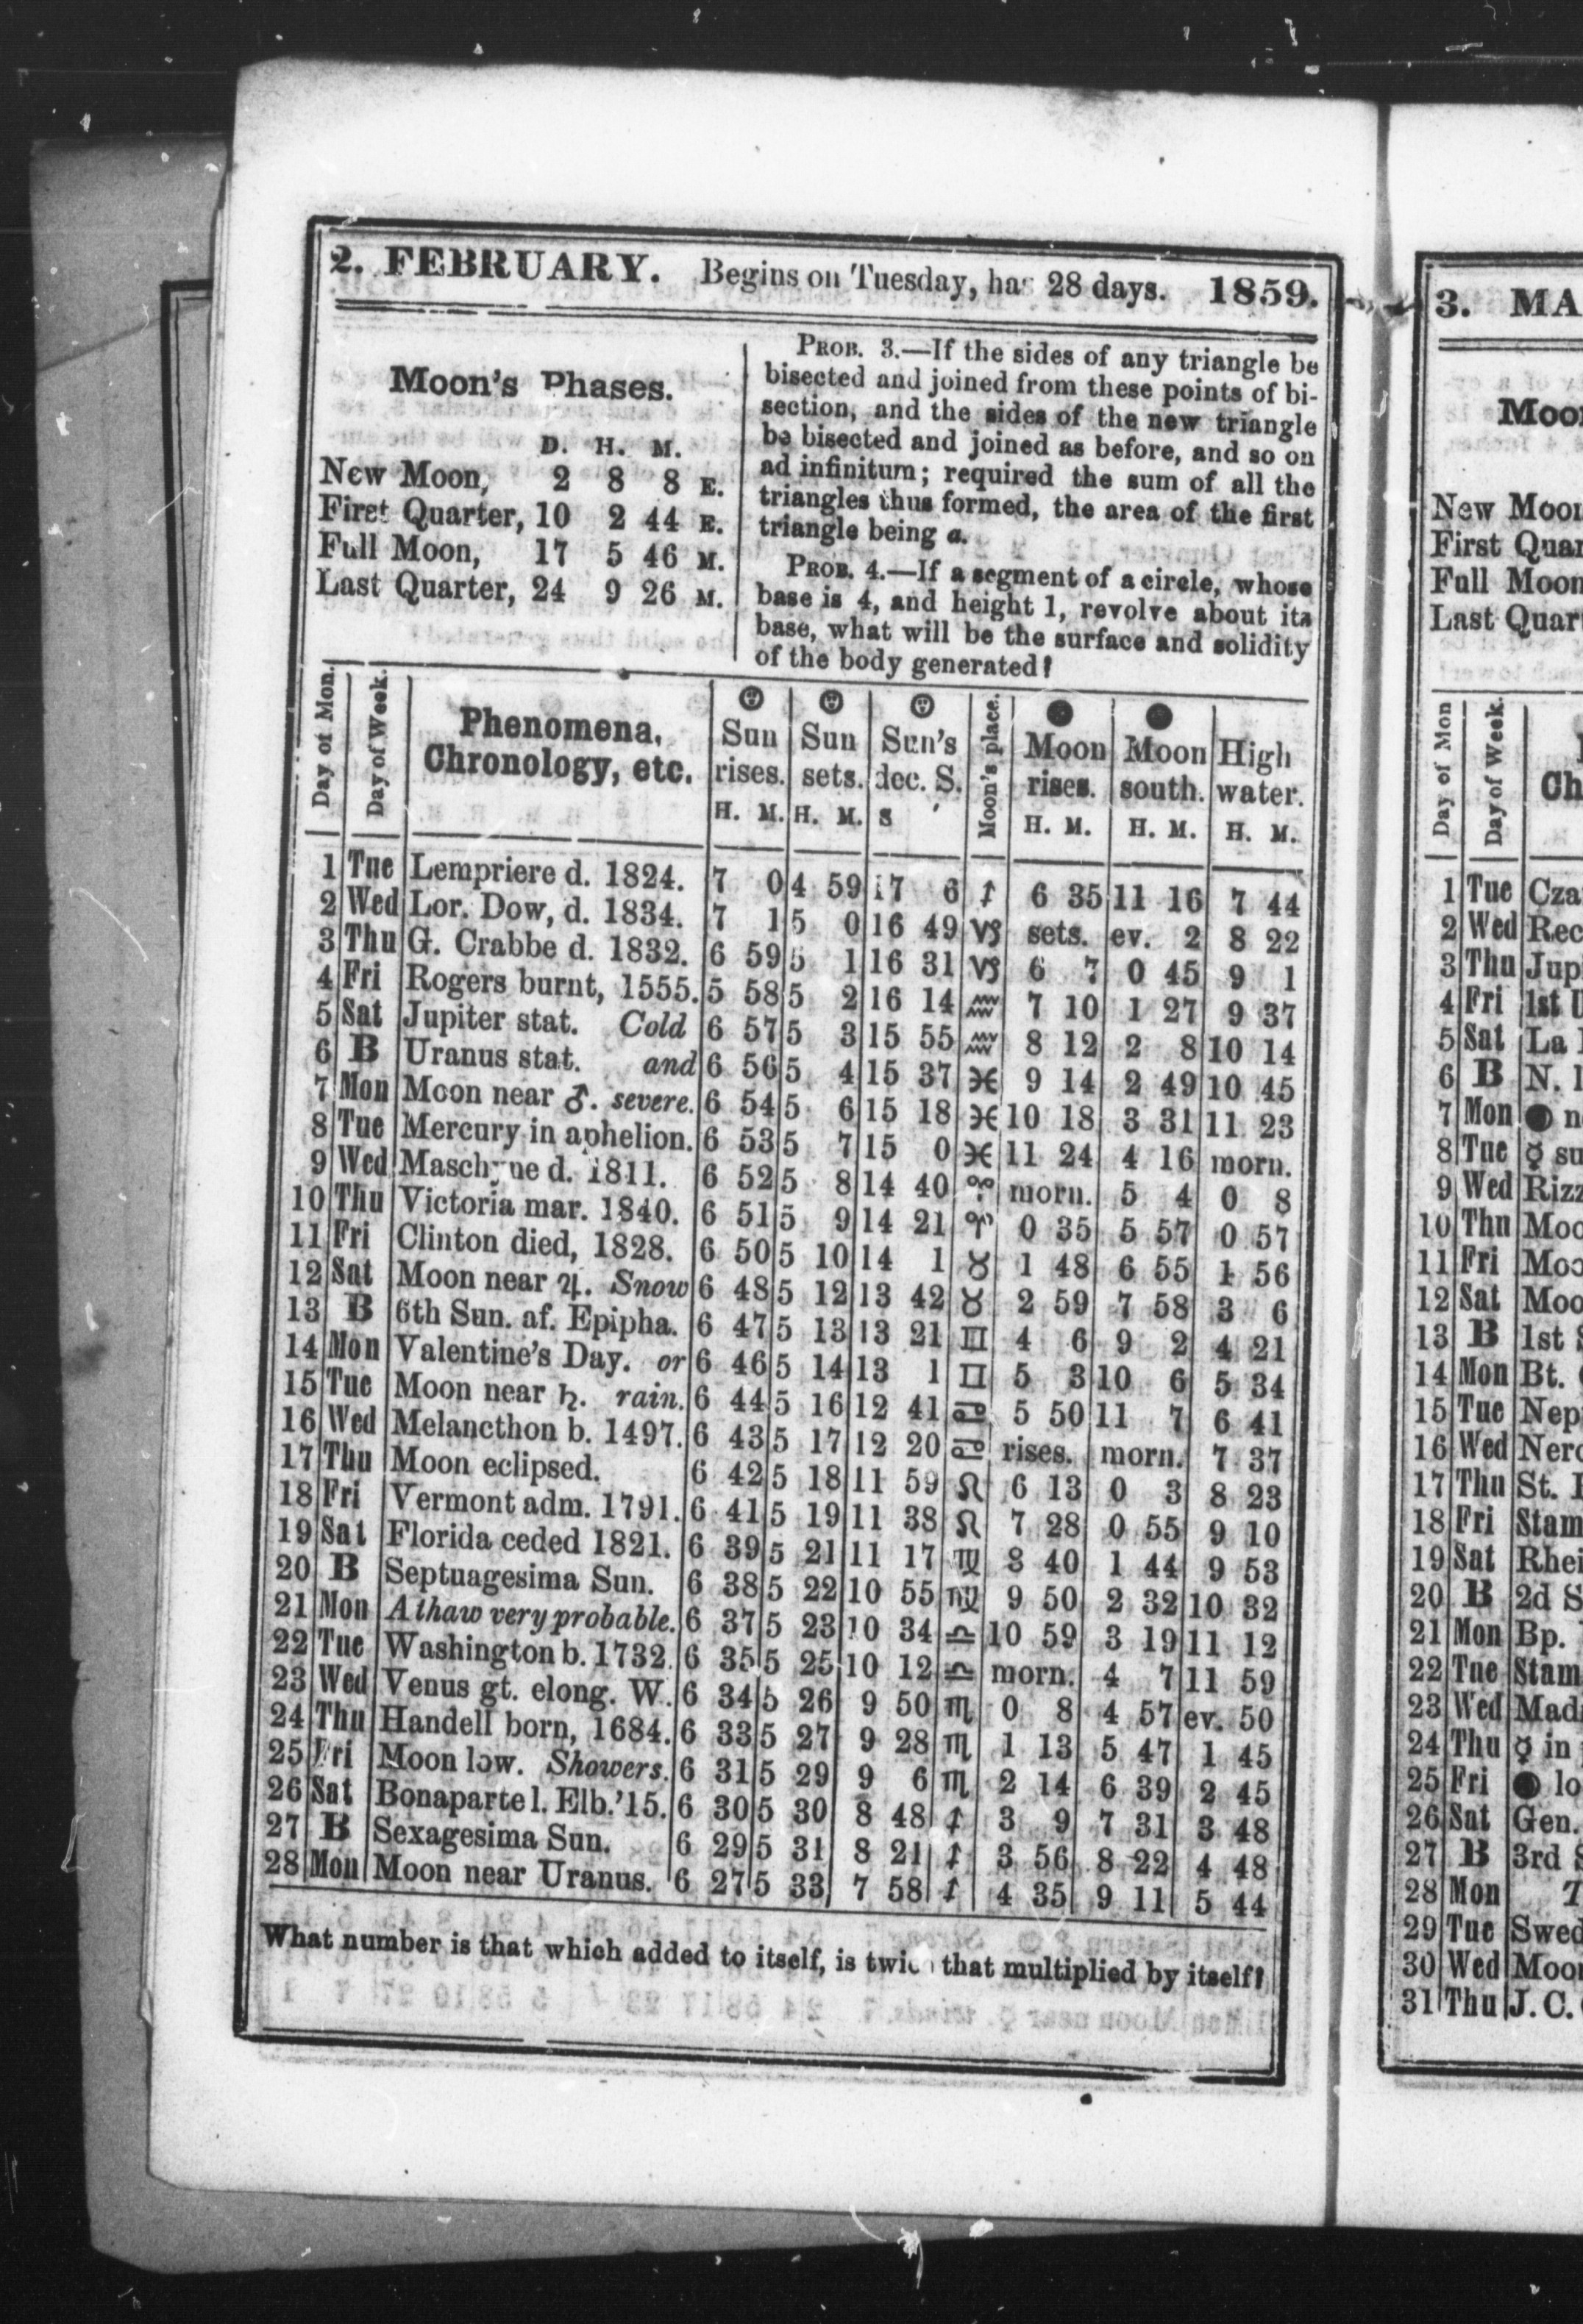 2. FEBRUARY. Begins on Tuesday, has 28 days. 1859.
Moon's Phases.
D. H. M.
New Moon, 2 8 8 E.
First Quarter, 10 2 44 E.
Full Moon, 17 5 46 M.
Last Quarter, 24 9 26 M.
PROB. 3.—If the sides of any triangle be
bisected and joined from these points of bi-
section, and the sides of the new triangle
be bisected and joined as before, and so on
ad infinitum; required the sum of all the
triangles thus formed, the area of the first
triangle being a.
PROB. 4.—If a segment of a circle, whose
base is 4, and height 1, revolve about its
base, what will be the surface and solidity
of the body generated?
Day of Mon. Day of Week. Phenomena, Chronology, etc. Sun rises. H. M. Sun sets. H. M. Sun's dec. S. S ' Moon's place. Moon rises. H. M. Moon south. H. M. High water. H. M.
1 Tue Lempriere d. 1824. 7 0 4 59 17 6 ♐ 6 35 11 16 7 44
2 Wed Lor. Dow, d. 1834. 7 1 5 0 16 49 ♑ sets. ev. 2 8 22
3 Thu G. Crabbe d. 1832. 6 59 5 1 16 31 ♑ 6 7 0 45 9 1
4 Fri Rogers burnt, 1555. 5 58 5 2 16 14 ♒ 7 10 1 27 9 37
5 Sat Jupiter stat. Cold 6 57 5 3 15 55 ♒ 8 12 2 8 10 14
6 B Uranus stat. and 6 56 5 4 15 37 ♓ 9 14 2 49 10 45
7 Mon Moon near ♂. severe. 6 54 5 6 15 18 ♓ 10 18 3 31 11 23
8 Tue Mercury in aphelion. 6 53 5 7 15 0 ♓ 11 24 4 16 morn.
9 Wed d. 1811. 6 52 5 8 14 40 ♈ morn. 5 4 0 8
10 Thu Victoria mar. 1840. 6 51 5 9 14 21 ♈ 0 35 5 57 0 57
11 Fri Clinton died, 1828. 6 50 5 10 14 1 ♉ 1 48 6 55 1 56
12 Sat Moon near ♃. Snow 6 48 5 12 13 42 ♉ 2 59 7 58 3 6
13 B 6th Sun. af. Epipha. 6 47 5 13 13 21 ♊ 4 6 9 2 4 21
14 Mon Valentine's Day. or 6 46 5 14 13 1 ♊ 5 3 10 6 5 34
15 Tue Moon near ♄. rain. 6 44 5 16 12 41 ♋ 5 50 11 7 6 41
16 Wed Melancthon b. 1497. 6 43 5 17 12 20 ♋ rises. morn. 7 37
17 Thu Moon eclipsed. 6 42 5 18 11 59 ♌ 6 13 0 3 8 23
18 Fri Vermont adm. 1791. 6 41 5 19 11 38 ♌ 7 28 0 55 9 10
19 Sat Florida ceded 1821. 6 39 5 21 11 17 ♍ 8 40 1 44 9 53
20 B Septuagesima Sun. 6 38 5 22 10 55 ♍ 9 50 2 32 10 32
21 Mon A thaw very probable. 6 37 5 23 10 34 ♎ 10 59 3 19 11 12
22 Tue Washington b. 1732. 6 35 5 25 10 12 ♎ morn. 4 7 11 59
23 Wed Venus gt. elong. W. 6 34 5 26 9 50 ♏ 0 8 4 57 ev. 50
24 Thu Handell born, 1684. 6 33 5 27 9 28 ♏ 1 13 5 47 1 45
25 Fri Moon low. Showers. 6 31 5 29 9 6 ♏ 2 14 6 39 2 45
26 Sat Bonaparte l. Elb.'15. 6 30 5 30 8 48 ♐ 3 9 7 31 3 48
27 B Sexagesima Sun. 6 29 5 31 8 21 ♐ 3 56 8 22 4 48
28 Mon Moon near Uranus. 6 27 5 33 7 58 ♐ 4 35 9 11 5 44
What number is that which added to itself, is twice that multiplied by itself?
3. MA
Moo
New Moon
First Quar
Full Moon
Last Quar
Day of Mon Day of Week. Ch
1 Tue Cza
2 Wed Rec
3 Thu Jup
4 Fri 1st U
5 Sat La
6 B N.
7 Mon ● n
8 Tue ☿ su
9 Wed Rizz
10 Thu Moo
11 Fri Moo
12 Sat Moo
13 B 1st S
14 Mon Bt.
15 Tue Nep
16 Wed Nero
17 Thu St.
18 Fri Stam
19 Sat Rhei
20 B 2d S
21 Mon Bp.
22 Tue Stam
23 Wed Mad
24 Thu ☿ in
25 Fri ● lo
26 Sat Gen.
27 B 3rd S
28 Mon
29 Tue Swed
30 Wed Moo
31 Thu J. C.